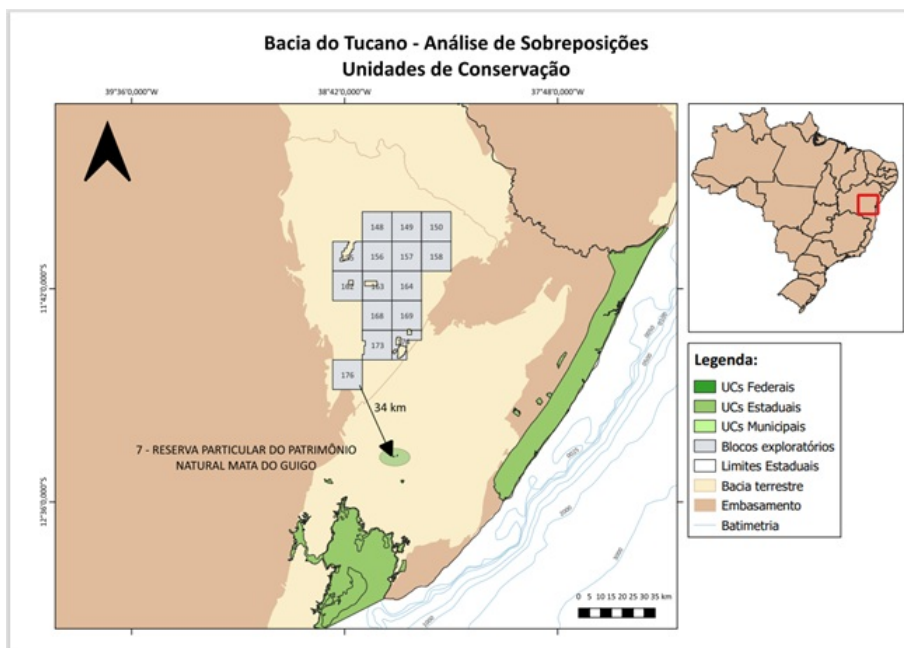 Bacia do Tucano - Análise de Sobreposições
Unidades de Conservação
39°36'0,000"W
38°42'0,000"W
37°48'0,000"W
148
149
150
156
157
158
162
163
164
168
169
173
176
34 km
7 - RESERVA PARTICULAR DO PATRIMÔNIO
NATURAL MATA DO GUIGO
11°42'0,000"S
12°36'0,000"S
3000
0 5 10 15 20 25 30 35 km
Legenda:
UCs Federais
UCs Estaduais
UCs Municipais
Blocos exploratórios
Limites Estaduais
Bacia terrestre
Embasamento
Batimetria